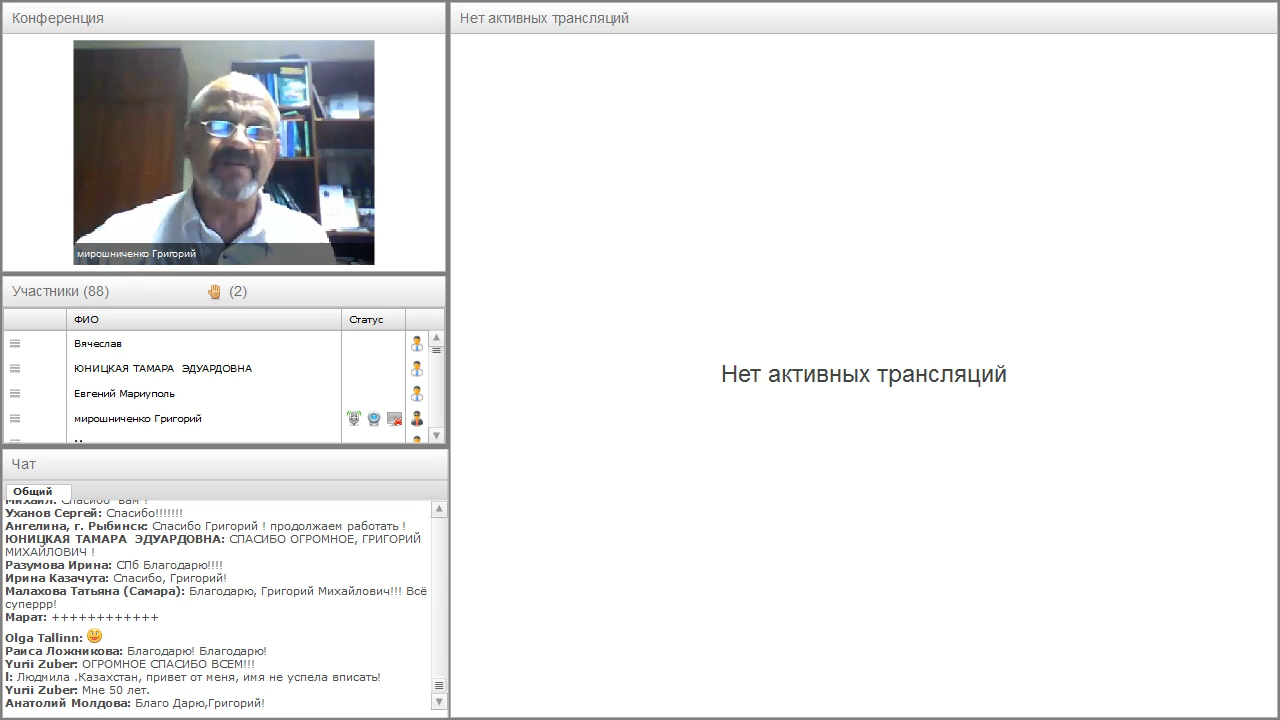 Конференция
мирошниченко Григорий
Участники (88)
(2)
ФИО
Статус
Вячеслав
ЮНИЦКАЯ ТАМАРА ЭДУАРДОВНА
Евгений Мариуполь
мирошниченко Григорий
Чат
Общий
Михаил: Спасибо вам !
Уханов Сергей: Спасибо!!!!!!!
Ангелина, г. Рыбинск: Спасибо Григорий ! продолжаем работать !
ЮНИЦКАЯ ТАМАРА ЭДУАРДОВНА: СПАСИБО ОГРОМНОЕ, ГРИГОРИЙ
МИХАЙЛОВИЧ !
Разумова Ирина: СПб Благодарю!!!!
Ирина Казачута: Спасибо, Григорий!
Малахова Татьяна (Самара): Благодарю, Григорий Михайлович!!! Всё
суперрр!
Марат: ++++++++++++
Olga Tallinn:
Раиса Ложникова: Благодарю! Благодарю!
Yurii Zuber: ОГРОМНОЕ СПАСИБО ВСЕМ!!!
I: Людмила .Казахстан, привет от меня, имя не успела вписать!
Yurii Zuber: Мне 50 лет.
Анатолий Молдова: Благо Дарю,Григорий!
Нет активных трансляций
Нет активных трансляций